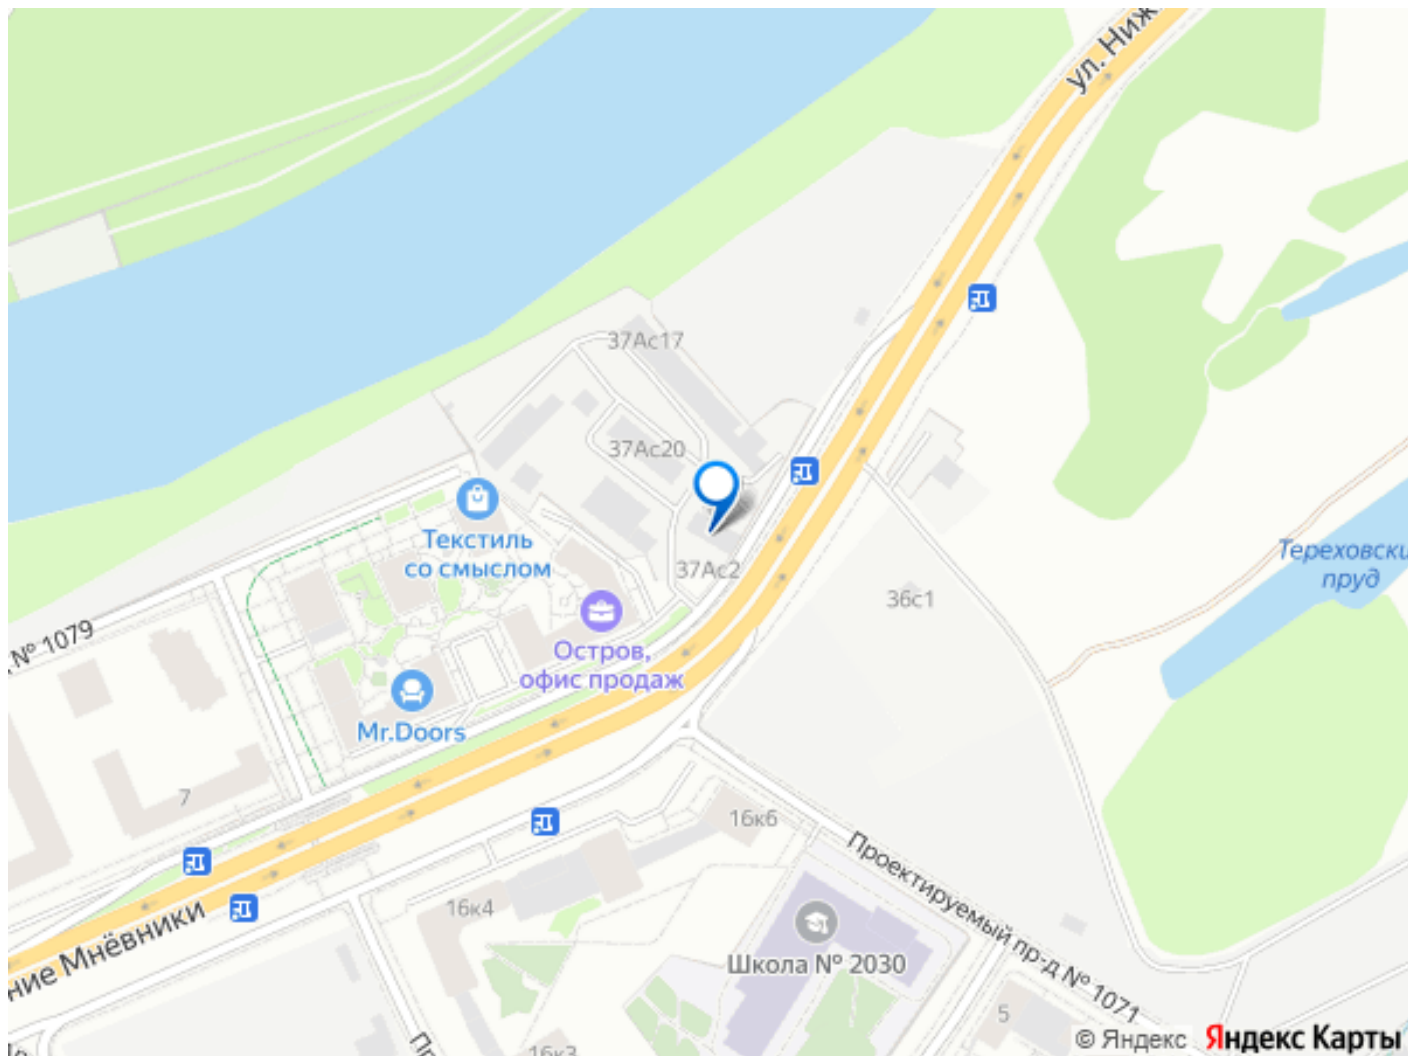 ул. Ниж
37Ас17
37Ас20
37Ас2
Текстиль
со смыслом
Тереховски
пруд
36с1
№ 1079
Остров,
офис продаж
Mr.Doors
7
16к6
Проектируемый пр-д № 1071
16к4
ние Мнёвники
Школа № 2030
5
16к3
© Яндекс
Яндекс Карты